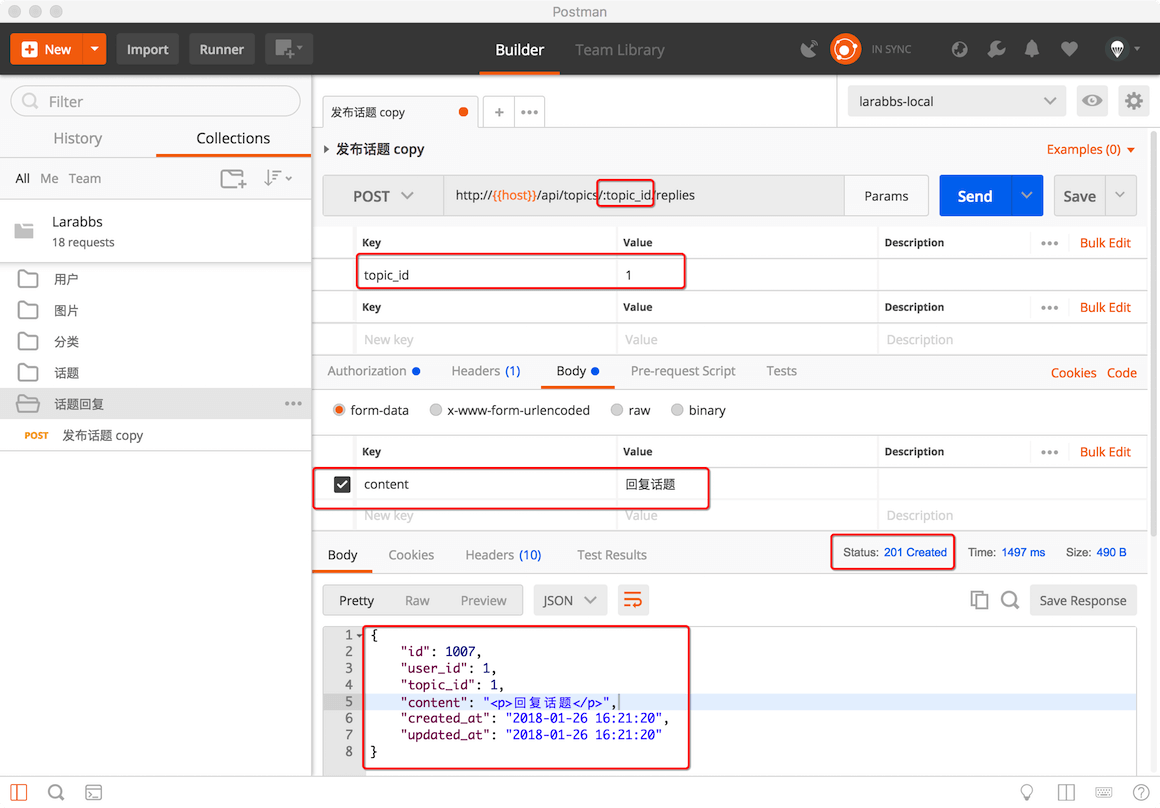 Postman
New
Import
Runner
Builder
Team Library
IN SYNC
Filter
History
Collections
All Me Team
Larabbs
18 requests
用户
图片
分类
话题
话题回复
POST 发布话题 copy
发布话题 copy
larabbs-local
发布话题 copy
Examples (0)
POST
http://{{host}}/api/topics/:topic_id/replies
Params
Send
Save
Key Value Description Bulk Edit
topic_id 1
Key Value Description Bulk Edit
New key Value Description
Authorization Headers (1) Body Pre-request Script Tests Cookies Code
form-data x-www-form-urlencoded raw binary
Key Value Description Bulk Edit
content 回复话题
New key Value Description
Body Cookies Headers (10) Test Results Status: 201 Created Time: 1497 ms Size: 490 B
Pretty Raw Preview JSON Save Response
1 {
2 "id": 1007,
3 "user_id": 1,
4 "topic_id": 1,
5 "content": "<p>回复话题</p>",
6 "created_at": "2018-01-26 16:21:20",
7 "updated_at": "2018-01-26 16:21:20"
8 }